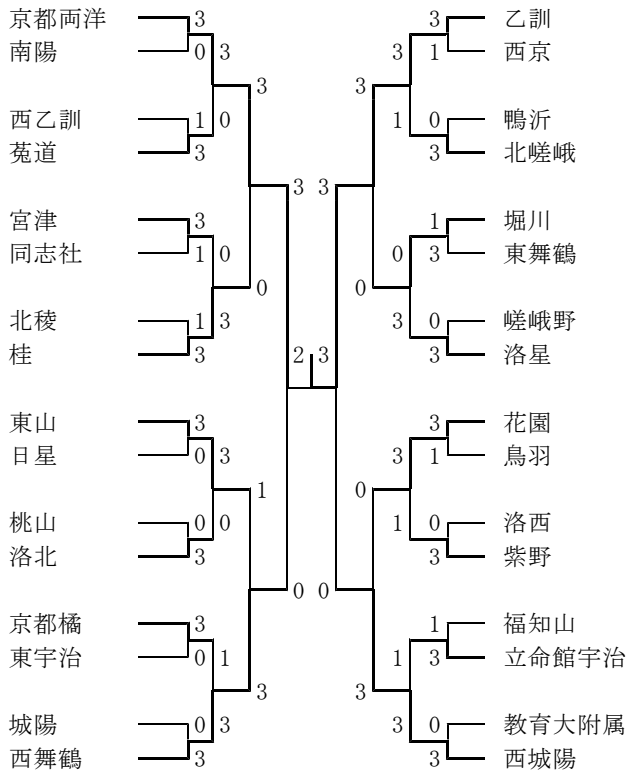 京都両洋 3 3 乙訓
南陽 0 3 3 1 西京
3 3
西乙訓 1 0 1 0 鴨沂
菟道 3 3 北嵯峨
3 3
宮津 3 1 堀川
同志社 1 0 0 3 東舞鶴
0 0
北稜 1 3 3 0 嵯峨野
桂 3 2 3 3 洛星
東山 3 3 花園
日星 0 3 3 1 鳥羽
1 0
桃山 0 0 1 0 洛西
洛北 3 3 紫野
0 0
京都橘 3 1 福知山
東宇治 0 1 1 3 立命館宇治
3 3
城陽 0 3 3 0 教育大附属
西舞鶴 3 3 西城陽